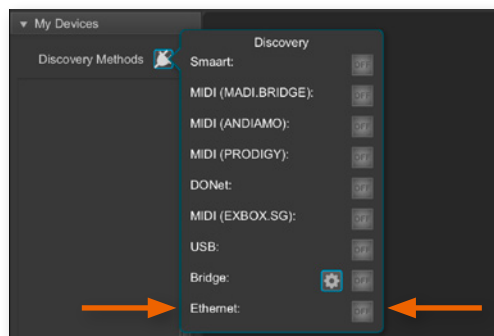 ▼ My Devices
Discovery Methods
Discovery
Smaart:
OFF
MIDI (MADI.BRIDGE):
OFF
MIDI (ANDIAMO):
OFF
MIDI (PRODIGY):
OFF
DONet:
OFF
MIDI (EXBOX.SG):
OFF
USB:
OFF
Bridge:
OFF
Ethernet:
OFF